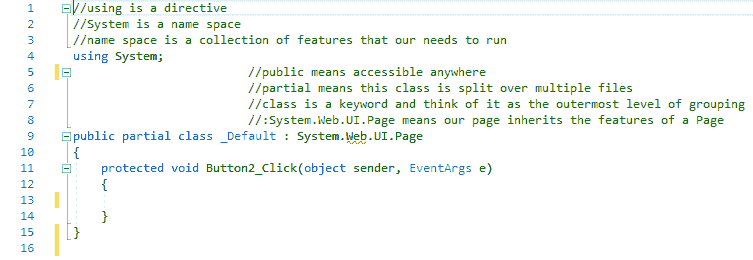 1 //using is a directive
2 //System is a name space
3 //name space is a collection of features that our needs to run
4 using System;
5 //public means accessible anywhere
6 //partial means this class is split over multiple files
7 //class is a keyword and think of it as the outermost level of grouping
8 //:System.Web.UI.Page means our page inherits the features of a Page
9 public partial class _Default : System.Web.UI.Page
10 {
11 protected void Button2_Click(object sender, EventArgs e)
12 {
13
14 }
15 }
16